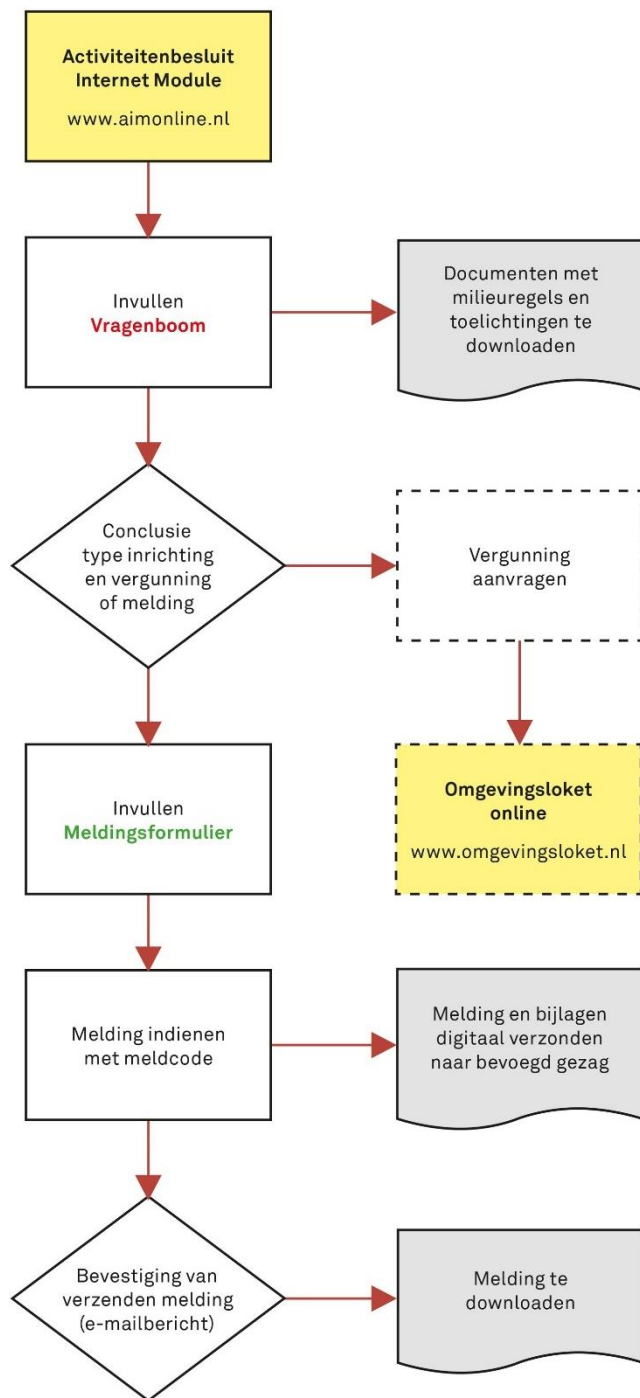 Activiteitenbesluit
Internet Module
www.aimonline.nl
Invullen
Vragenboom
Documenten met
milieuregels en
toelichtingen te
downloaden
Conclusie
type inrichting
en vergunning
of melding
Vergunning
aanvragen
Invullen
Meldingsformulier
Omgevingsloket
online
www.omgevingsloket.nl
Melding indienen
met meldcode
Melding en bijlagen
digitaal verzonden
naar bevoegd gezag
Bevestiging van
verzenden melding
(e-mailbericht)
Melding te
downloaden